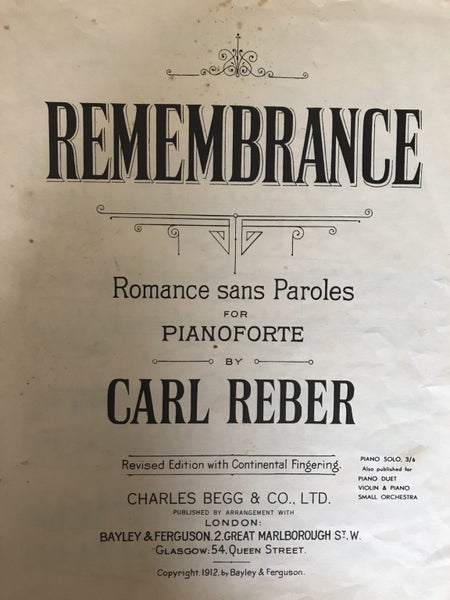 REMEMBRANCE
Romance sans Paroles
FOR
PIANOFORTE
BY
CARL REBER
Revised Edition with Continental Fingering.
PIANO SOLO, 3/6
Also published for
PIANO DUET
VIOLIN & PIANO
SMALL ORCHESTRA
CHARLES BEGG & CO., LTD.
PUBLISHED BY ARRANGEMENT WITH
LONDON:
BAYLEY & FERGUSON, 2, GREAT MARLBOROUGH ST. W.
GLASGOW: 54, QUEEN STREET.
Copyright. 1912, by Bayley & Ferguson.